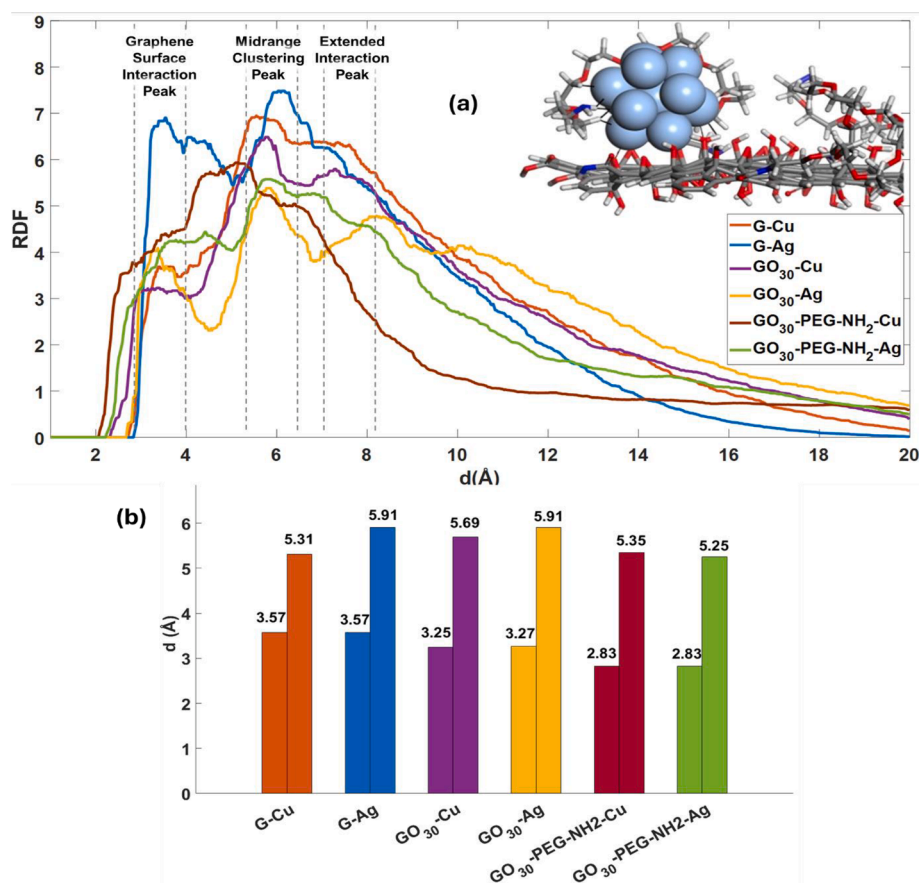 Graphene
Surface
Interaction
Peak
Midrange
Clustering
Peak
Extended
Interaction
Peak
(a)
9
8
7
6
5
4
3
2
1
0
RDF
G-Cu
G-Ag
GO30-Cu
GO30-Ag
GO30-PEG-NH2-Cu
GO30-PEG-NH2-Ag
2 4 6 8 10 12 14 16 18 20
d(Å)
(b)
6
5
4
3
2
1
0
d (Å)
3.57 5.31 3.57 5.91 3.25 5.69 3.27 5.91 2.83 5.35 2.83 5.25
G-Cu
G-Ag
GO30-Cu
GO30-Ag
GO30-PEG-NH2-Cu
GO30-PEG-NH2-Ag